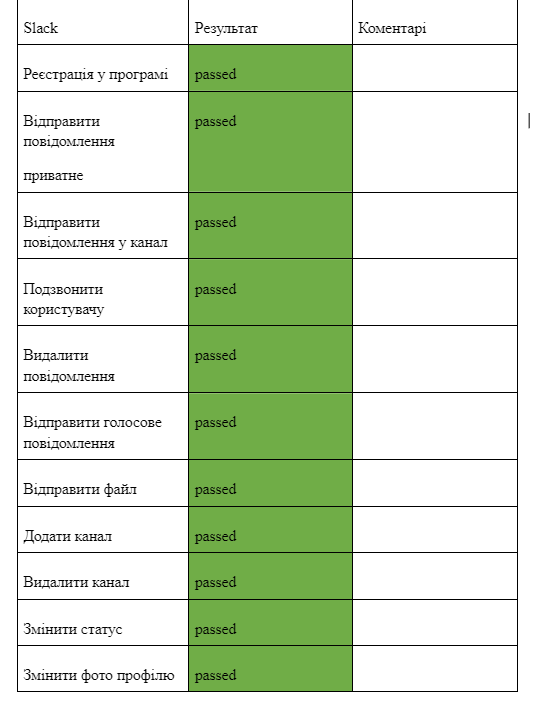 Slack Результат Коментарі
Реєстрація у програмі passed
Відправити passed
повідомлення
приватне
Відправити passed
повідомлення у канал
Подзвонити passed
користувачу
Видалити passed
повідомлення
Відправити голосове passed
повідомлення
Відправити файл passed
Додати канал passed
Видалити канал passed
Змінити статус passed
Змінити фото профілю passed